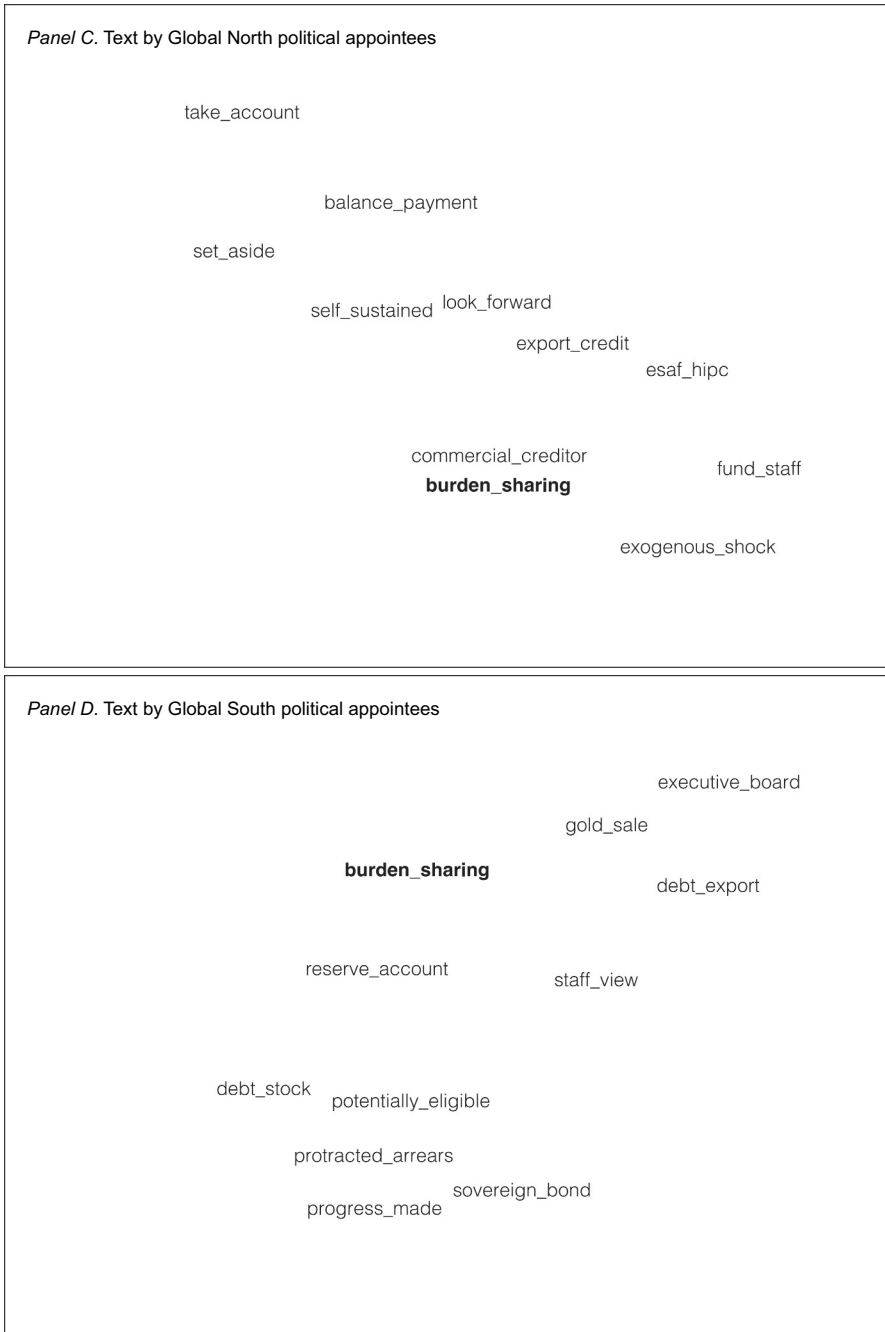 Panel C. Text by Global North political appointees
take_account
balance_payment
set_aside
look_forward
self_sustained
export_credit
esaf_hipc
commercial_creditor
fund_staff
burden_sharing
exogenous_shock
Panel D. Text by Global South political appointees
executive_board
gold_sale
burden_sharing
debt_export
reserve_account
staff_view
debt_stock
potentially_eligible
protracted_arrears
sovereign_bond
progress_made